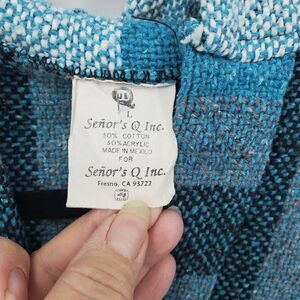 L
Señor's Q Inc.
50% COTTON
50% ACRYLIC
MADE IN MEXICO
FOR
Señor's Q Inc.
Fresno, CA 93722